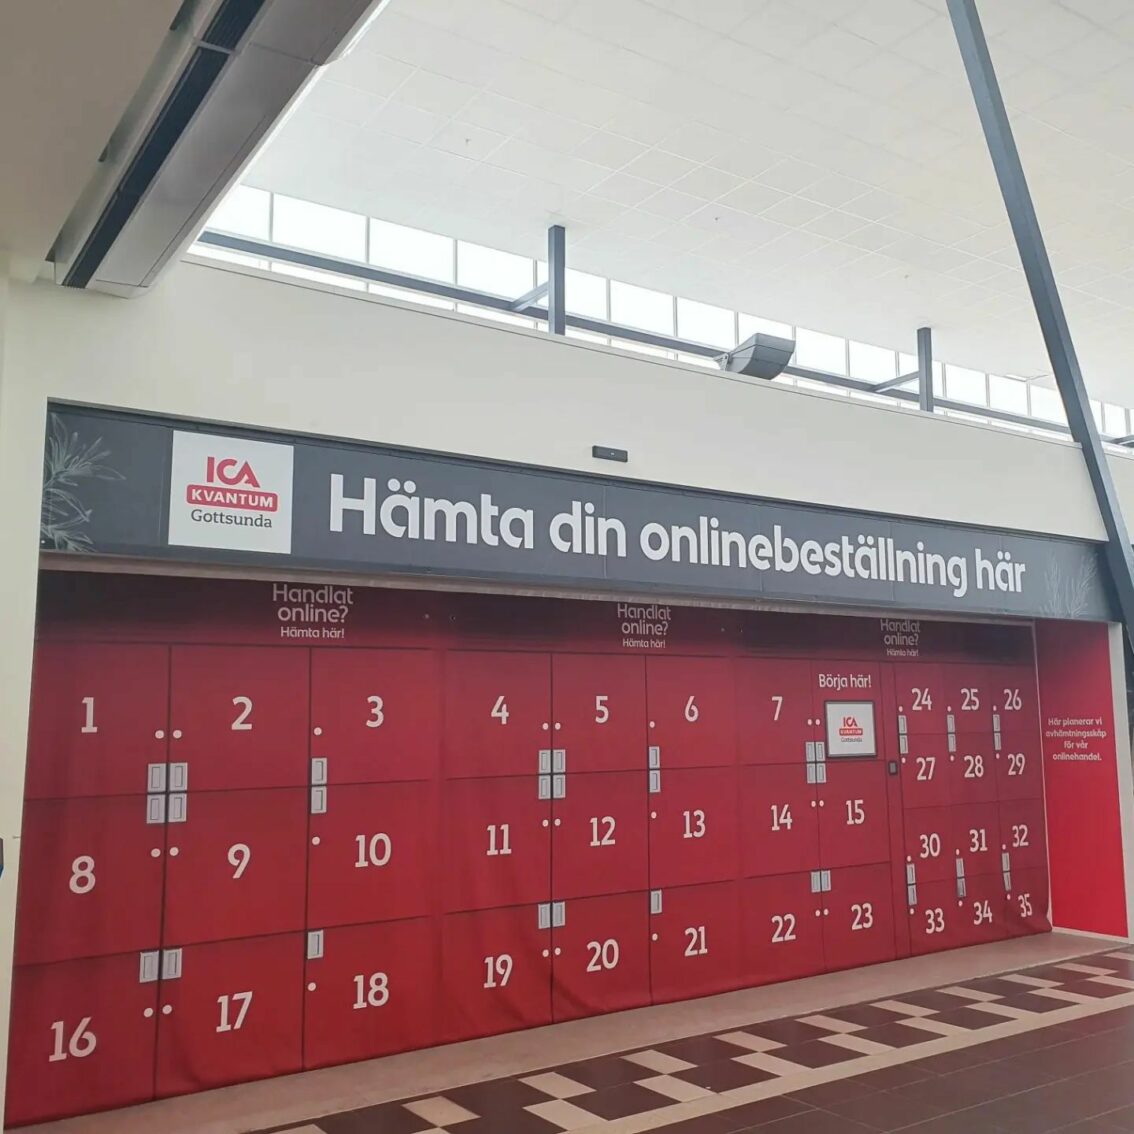 ICA
KVANTUM
Gottsunda
Hämta din onlinebeställning här
Handlat
online?
Hämta här!
Handlat
online?
Hämta här!
Handlat
online?
Hämta här!
Börja här!
ICA
KVANTUM
Gottsunda
1 2 3 4 5 6 7 24 25 26
27 28 29
8 9 10 11 12 13 14 15 30 31 32
16 17 18 19 20 21 22 23 33 34 35
Här planerar vi
avhämtningsskåp
för vår
onlinehandel.